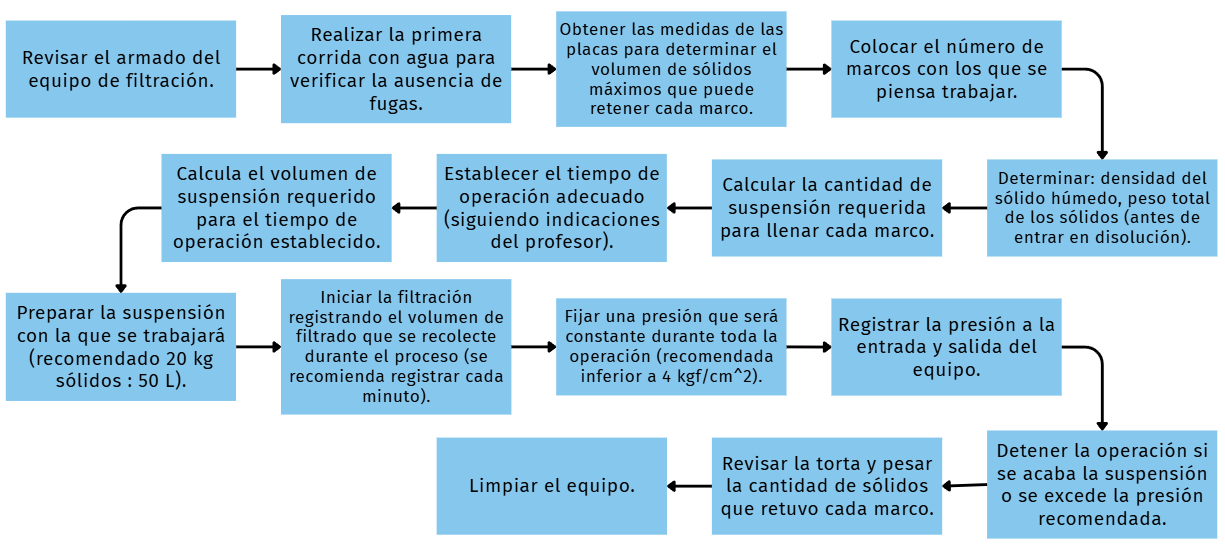 Revisar el armado del
equipo de filtración.
Realizar la primera
corrida con agua para
verificar la ausencia de
fugas.
Obtener las medidas de las
placas para determinar el
volumen de sólidos
máximos que puede
retener cada marco.
Colocar el número de
marcos con los que se
piensa trabajar.
Determinar: densidad del
sólido húmedo, peso total
de los sólidos (antes de
entrar en disolución).
Calcular la cantidad de
suspensión requerida
para llenar cada marco.
Establecer el tiempo de
operación adecuado
(siguiendo indicaciones
del profesor).
Calcula el volumen de
suspensión requerido
para el tiempo de
operación establecido.
Preparar la suspensión
con la que se trabajará
(recomendado 20 kg
sólidos : 50 L).
Iniciar la filtración
registrando el volumen de
filtrado que se recolecte
durante el proceso (se
recomienda registrar cada
minuto).
Fijar una presión que será
constante durante toda la
operación (recomendada
inferior a 4 kgf/cm^2).
Registrar la presión a la
entrada y salida del
equipo.
Detener la operación si
se acaba la suspensión
o se excede la presión
recomendada.
Revisar la torta y pesar
la cantidad de sólidos
que retuvo cada marco.
Limpiar el equipo.